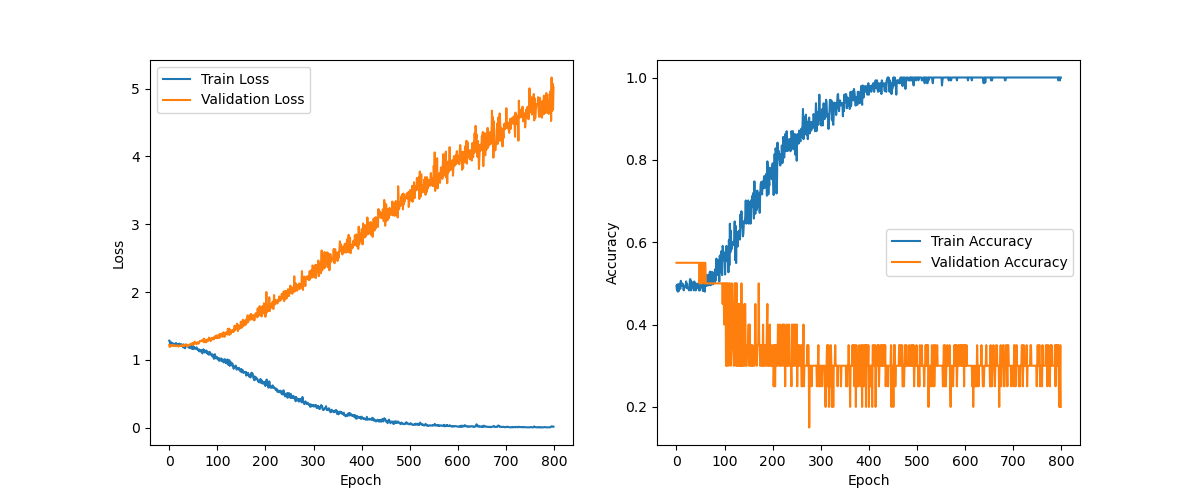 Train Loss
Validation Loss
5
4
3
2
1
0
Loss
0 100 200 300 400 500 600 700 800
Epoch
Train Accuracy
Validation Accuracy
1.0
0.8
0.6
0.4
0.2
Accuracy
0 100 200 300 400 500 600 700 800
Epoch